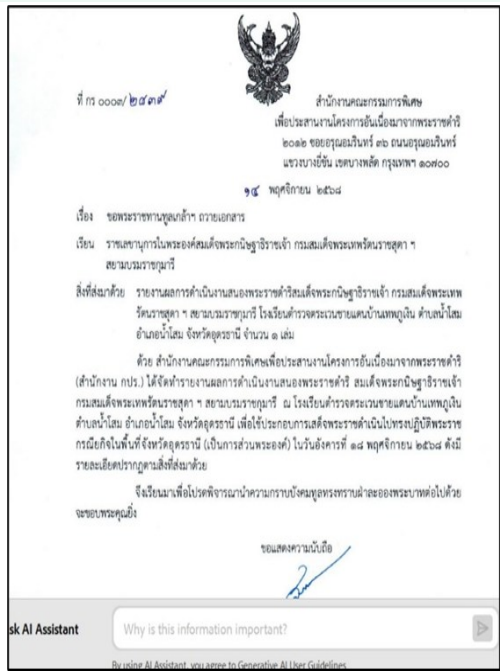 ที่ กร ๐๐๐๗/๒๔๓๙
สำนักงานคณะกรรมการพิเศษ
เพื่อประสานงานโครงการอันเนื่องมาจากพระราชดำริ
๒๐๑๒ ซอยอรุณอมรินทร์ ๓๖ ถนนอรุณอมรินทร์
แขวงบางยี่ขัน เขตบางพลัด กรุงเทพฯ ๑๐๗๐๐
๑๔ พฤศจิกายน ๒๕๖๘
เรื่อง ขอพระราชทานทูลเกล้าฯ ถวายเอกสาร
เรียน ราชเลขานุการในพระองค์สมเด็จพระกนิษฐาธิราชเจ้า กรมสมเด็จพระเทพรัตนราชสุดา ฯ
สยามบรมราชกุมารี
สิ่งที่ส่งมาด้วย รายงานผลการดำเนินงานสนองพระราชดำริสมเด็จพระกนิษฐาธิราชเจ้า กรมสมเด็จพระเทพ
รัตนราชสุดา ฯ สยามบรมราชกุมารี โรงเรียนตำรวจตระเวนชายแดนบ้านเทพภูเงิน ตำบลน้ำโสม
อำเภอน้ำโสม จังหวัดอุดรธานี จำนวน ๑ เล่ม
ด้วย สำนักงานคณะกรรมการพิเศษเพื่อประสานงานโครงการอันเนื่องมาจากพระราชดำริ
(สำนักงาน กปร.) ได้จัดทำรายงานผลการดำเนินงานสนองพระราชดำริ สมเด็จพระกนิษฐาธิราชเจ้า
กรมสมเด็จพระเทพรัตนราชสุดา ฯ สยามบรมราชกุมารี ณ โรงเรียนตำรวจตระเวนชายแดนบ้านเทพภูเงิน
ตำบลน้ำโสม อำเภอน้ำโสม จังหวัดอุดรธานี เพื่อใช้ประกอบการเสด็จพระราชดำเนินไปทรงปฏิบัติพระราช
กรณียกิจในพื้นที่จังหวัดอุดรธานี (เป็นการส่วนพระองค์) ในวันอังคารที่ ๑๘ พฤศจิกายน ๒๕๖๘ ดังมี
รายละเอียดปรากฏตามสิ่งที่ส่งมาด้วย
จึงเรียนมาเพื่อโปรดพิจารณานำความกราบบังคมทูลทรงทราบฝ่าละอองพระบาทต่อไปด้วย
จะขอบพระคุณยิ่ง
ขอแสดงความนับถือ
sk AI Assistant
Why is this information important?
By using AI Assistant, you agree to Generative AI User Guidelines